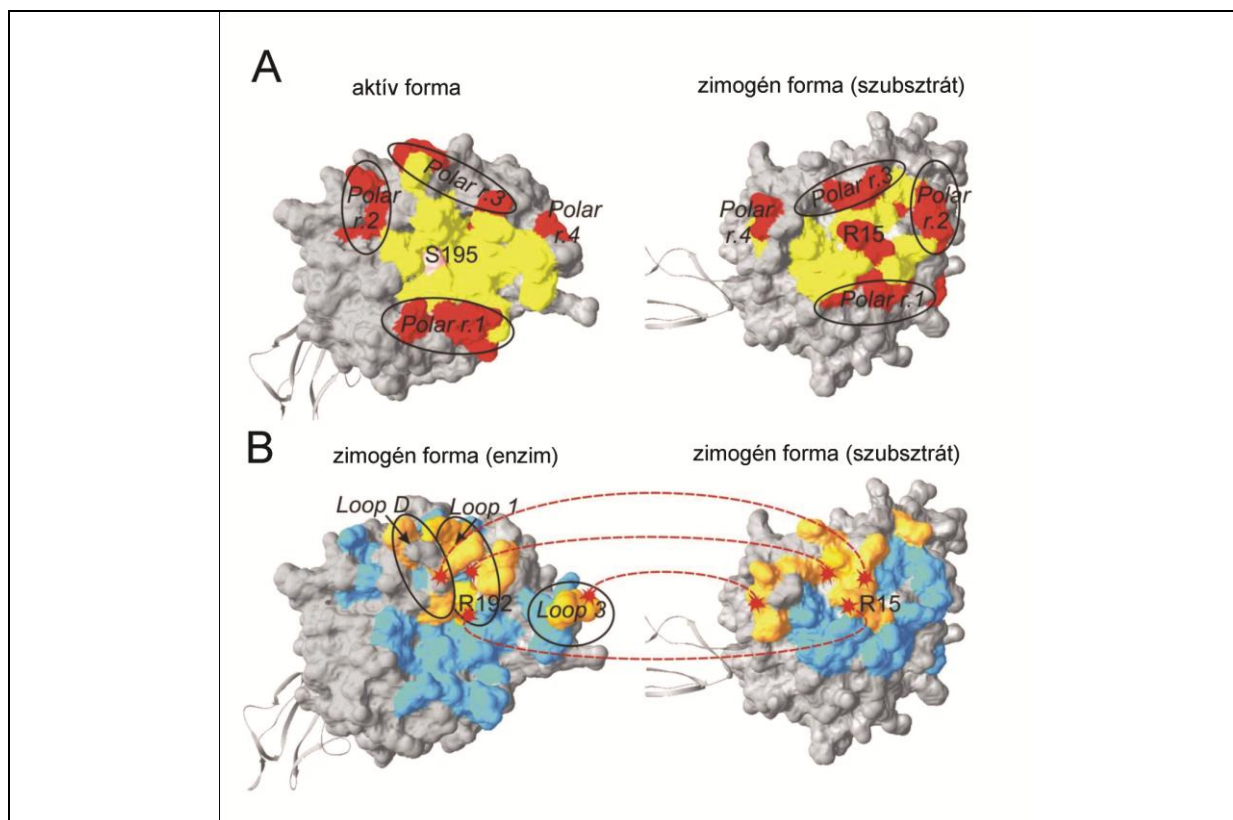 A
aktív forma
zimogén forma (szubsztrát)
Polar r.3
Polar r.2
Polar r.4
S195
Polar r.1
Polar r.3
Polar r.4
Polar r.2
R15
Polar r.1
B
zimogén forma (enzim)
zimogén forma (szubsztrát)
Loop D
Loop 1
R192
Loop 3
R15